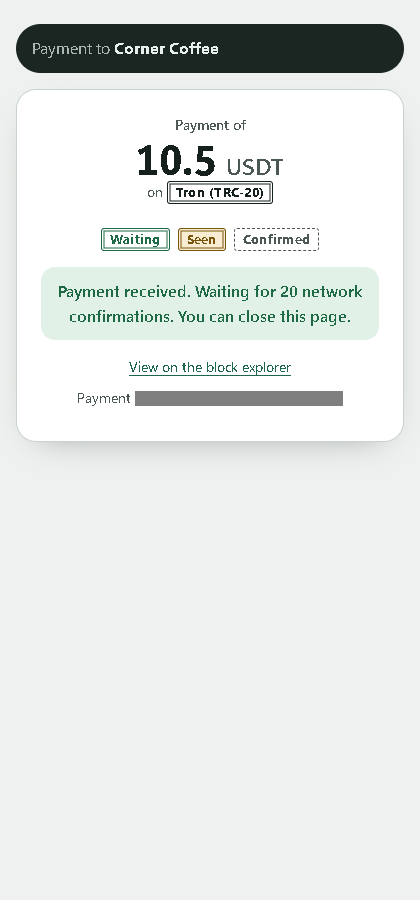 Payment to Corner Coffee
Payment of
10.5 USDT
on Tron (TRC-20)
Waiting Seen Confirmed
Payment received. Waiting for 20 network
confirmations. You can close this page.
View on the block explorer
Payment